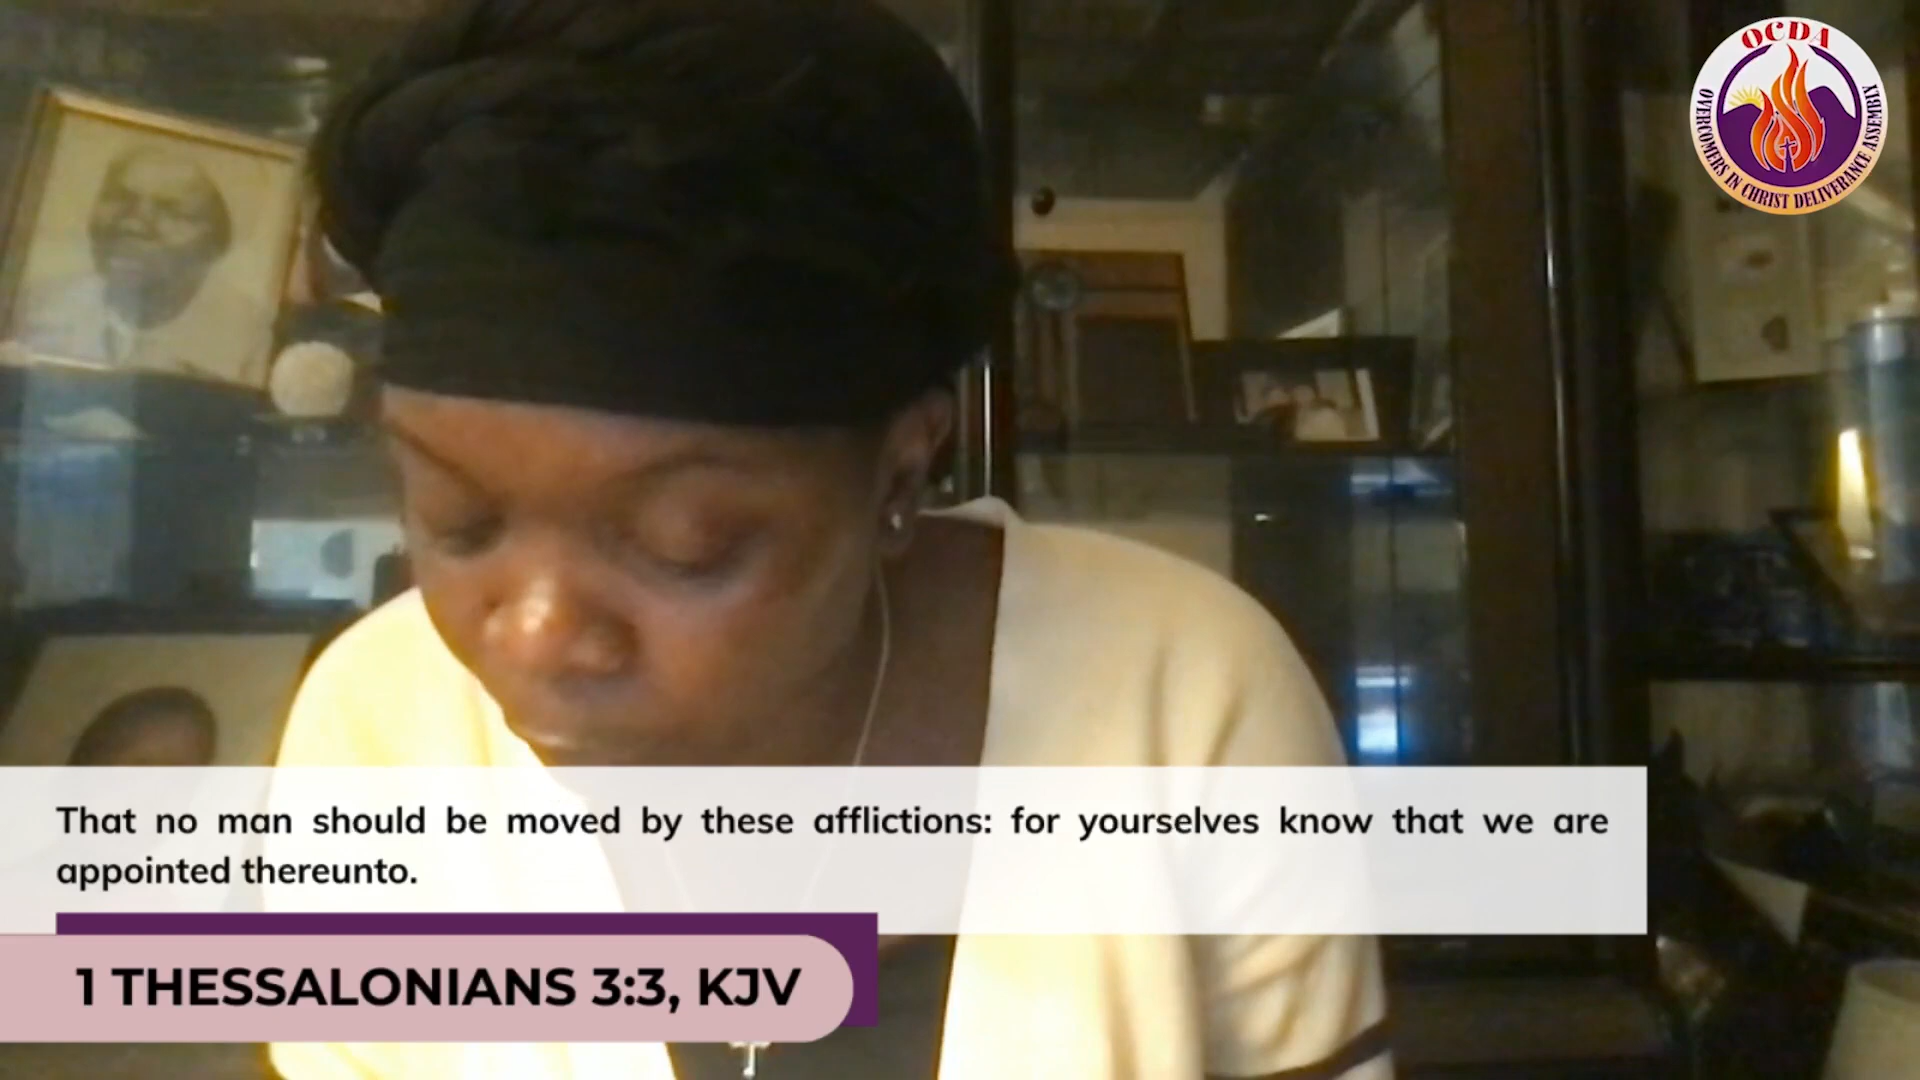 OCDA
OVERCOMERS IN CHRIST DELIVERANCE ASSEMBLY
That no man should be moved by these afflictions: for yourselves know that we are
appointed thereunto.
1 THESSALONIANS 3:3, KJV